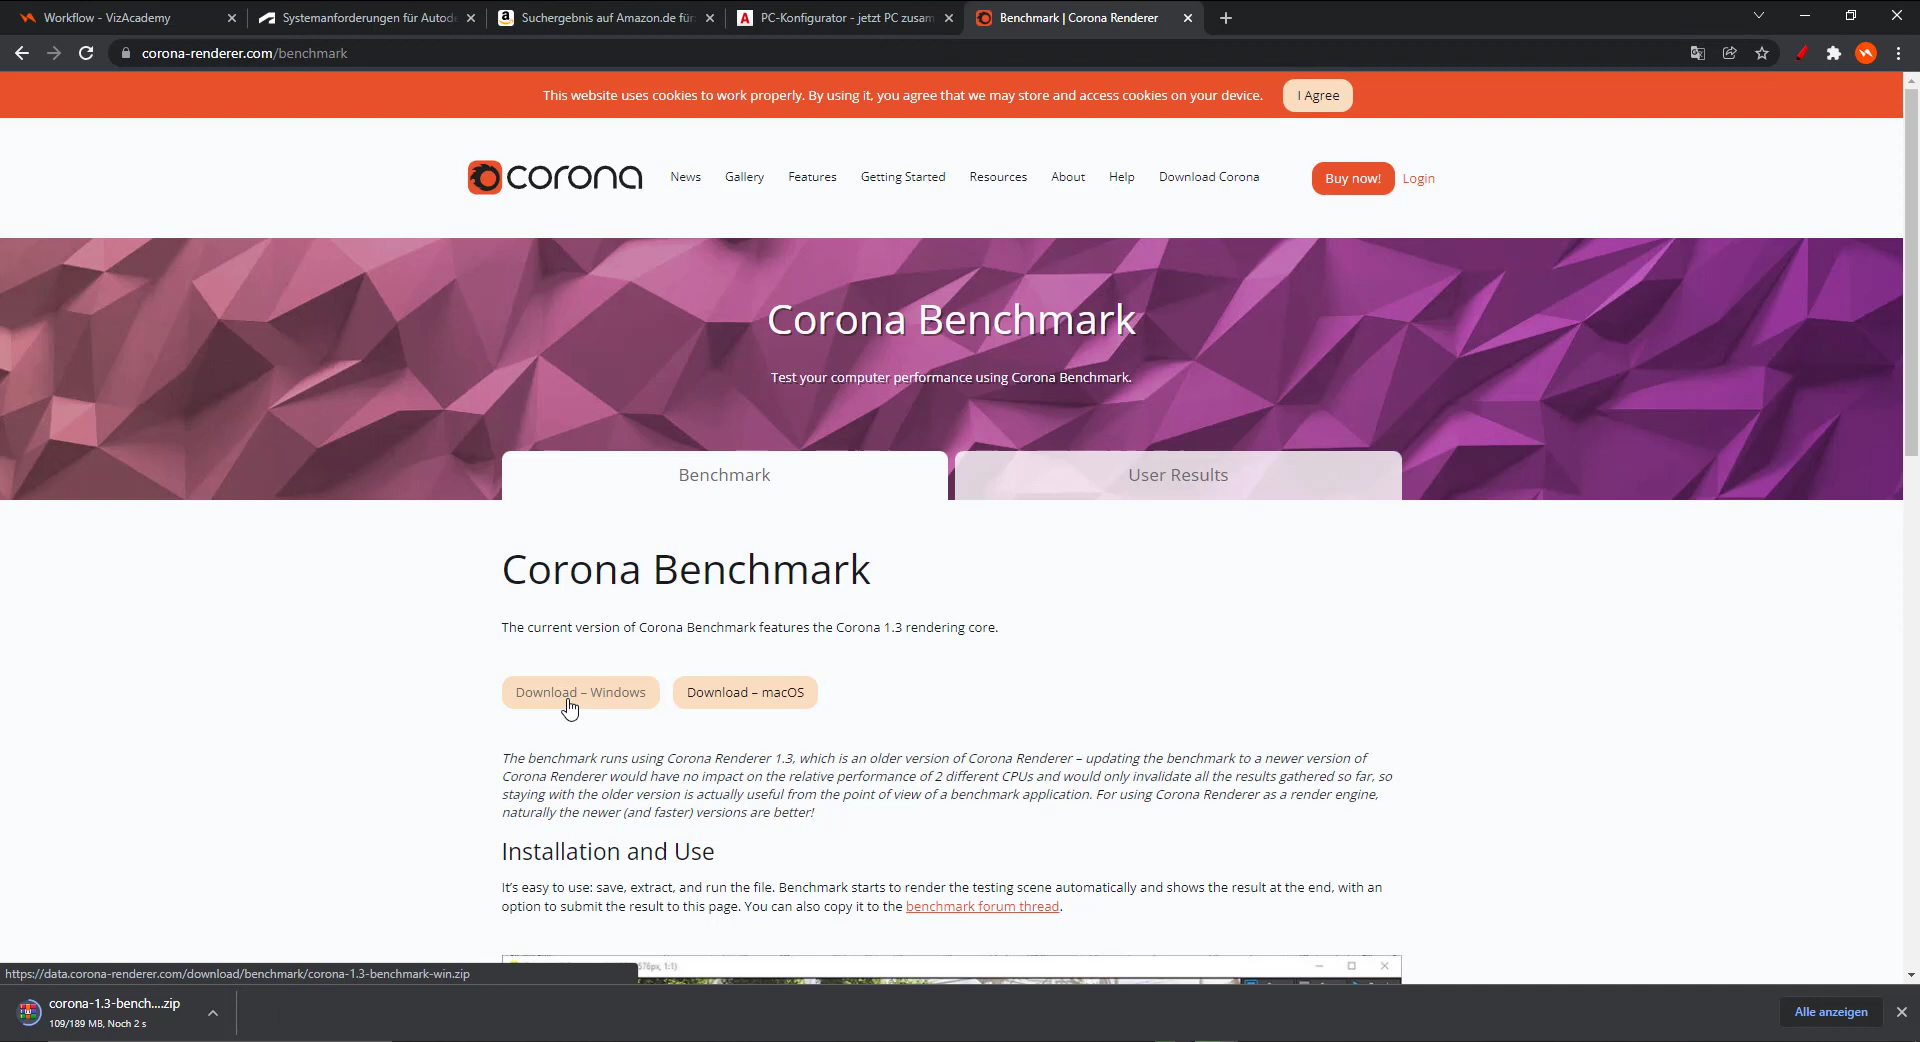 Workflow - VizAcademy
Systemanforderungen für Autode
Suchergebnis auf Amazon.de für:
PC-Konfigurator - jetzt PC zusam
Benchmark | Corona Renderer
corona-renderer.com/benchmark
This website uses cookies to work properly. By using it, you agree that we may store and access cookies on your device.
I Agree
corona
News
Gallery
Features
Getting Started
Resources
About
Help
Download Corona
Buy now!
Login
Corona Benchmark
Test your computer performance using Corona Benchmark.
Benchmark
User Results
Corona Benchmark
The current version of Corona Benchmark features the Corona 1.3 rendering core.
Download – Windows
Download – macOS
The benchmark runs using Corona Renderer 1.3, which is an older version of Corona Renderer – updating the benchmark to a newer version of
Corona Renderer would have no impact on the relative performance of 2 different CPUs and would only invalidate all the results gathered so far, so
staying with the older version is actually useful from the point of view of a benchmark application. For using Corona Renderer as a render engine,
naturally the newer (and faster) versions are better!
Installation and Use
It's easy to use: save, extract, and run the file. Benchmark starts to render the testing scene automatically and shows the result at the end, with an
option to submit the result to this page. You can also copy it to the benchmark forum thread.
576px, 1:1)
https://data.corona-renderer.com/download/benchmark/corona-1.3-benchmark-win.zip
corona-1.3-bench....zip
109/189 MB, Noch 2 s
Alle anzeigen